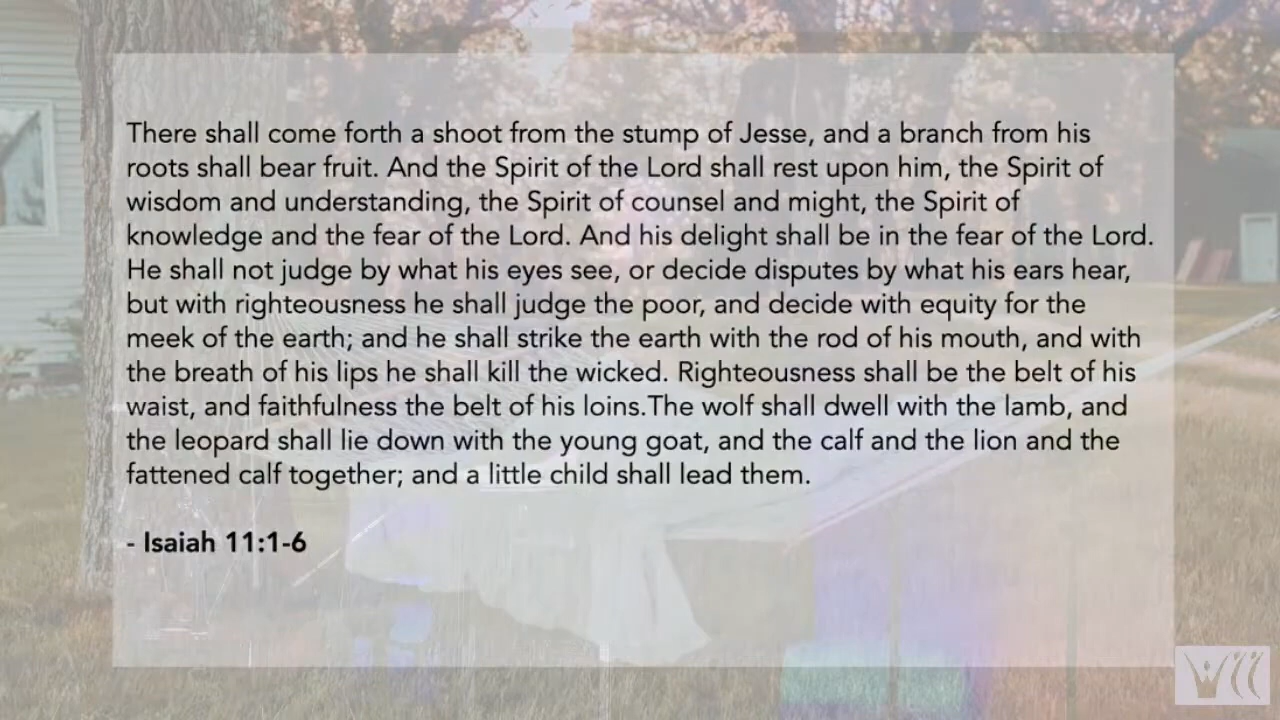 There shall come forth a shoot from the stump of Jesse, and a branch from his
roots shall bear fruit. And the Spirit of the Lord shall rest upon him, the Spirit of
wisdom and understanding, the Spirit of counsel and might, the Spirit of
knowledge and the fear of the Lord. And his delight shall be in the fear of the Lord.
He shall not judge by what his eyes see, or decide disputes by what his ears hear,
but with righteousness he shall judge the poor, and decide with equity for the
meek of the earth; and he shall strike the earth with the rod of his mouth, and with
the breath of his lips he shall kill the wicked. Righteousness shall be the belt of his
waist, and faithfulness the belt of his loins.The wolf shall dwell with the lamb, and
the leopard shall lie down with the young goat, and the calf and the lion and the
fattened calf together; and a little child shall lead them.
- Isaiah 11:1-6